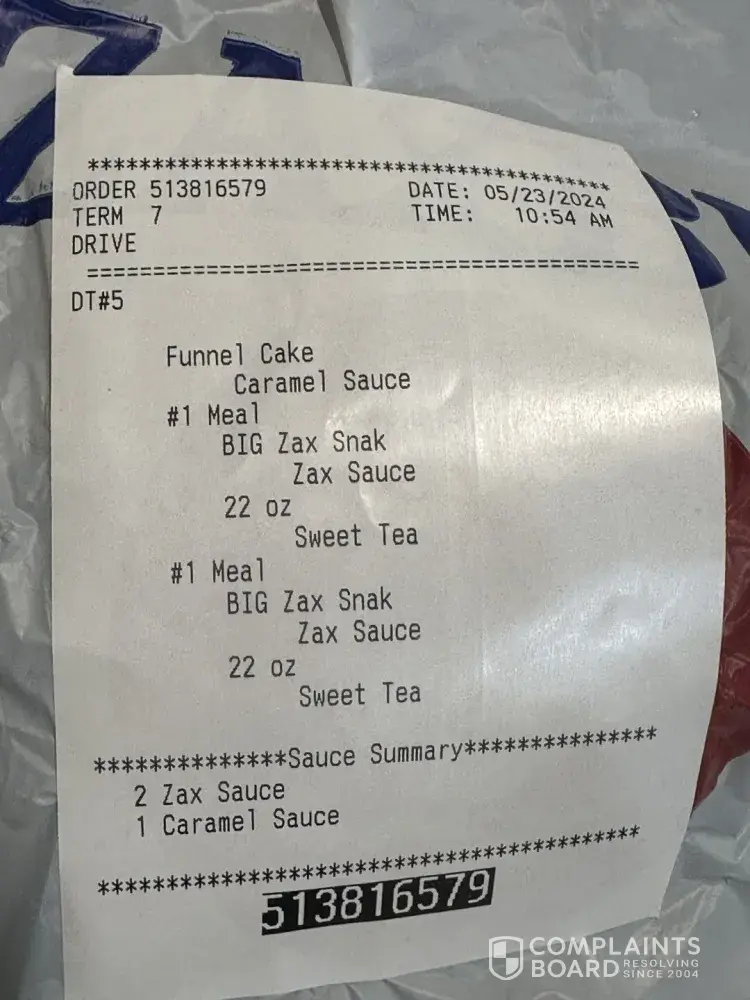 ******************************************
ORDER 513816579 DATE: 05/23/2024
TERM 7 TIME: 10:54 AM
DRIVE
==========================================
DT#5
Funnel Cake
Caramel Sauce
#1 Meal
BIG Zax Snak
Zax Sauce
22 oz
Sweet Tea
#1 Meal
BIG Zax Snak
Zax Sauce
22 oz
Sweet Tea
**************Sauce Summary**************
2 Zax Sauce
1 Caramel Sauce
******************************************
513816579
COMPLAINTS
BOARD RESOLVING
SINCE 2004